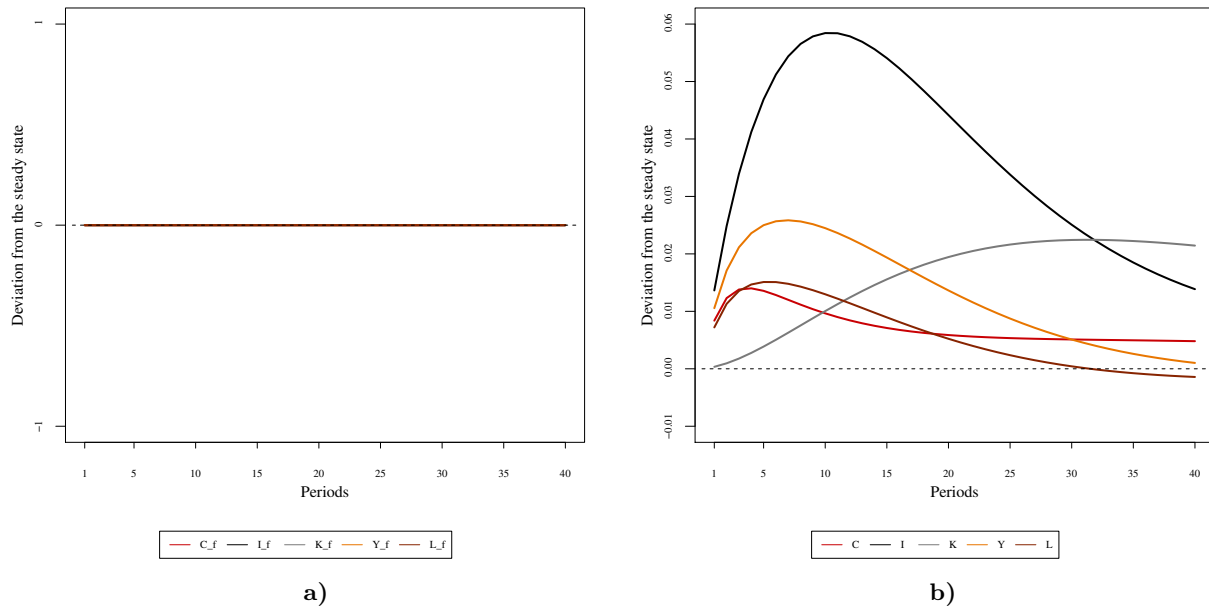 Deviation from the steady state
1
0
−1
1 5 10 15 20 25 30 35 40
Periods
C_f I_f K_f Y_f L_f
a)
Deviation from the steady state
0.06
0.05
0.04
0.03
0.02
0.01
0.00
−0.01
1 5 10 15 20 25 30 35 40
Periods
C I K Y L
b)